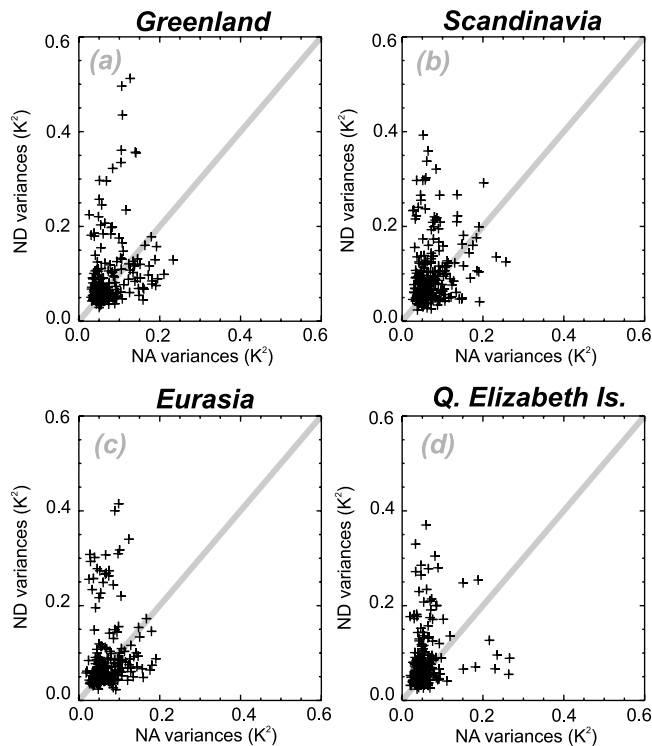 Greenland
(a)
0.6
0.4
0.2
0.0
ND variances (K²)
0.0 0.2 0.4 0.6
NA variances (K²)
Scandinavia
(b)
0.6
0.4
0.2
0.0
ND variances (K²)
0.0 0.2 0.4 0.6
NA variances (K²)
Eurasia
(c)
0.6
0.4
0.2
0.0
ND variances (K²)
0.0 0.2 0.4 0.6
NA variances (K²)
Q. Elizabeth Is.
(d)
0.6
0.4
0.2
0.0
ND variances (K²)
0.0 0.2 0.4 0.6
NA variances (K²)